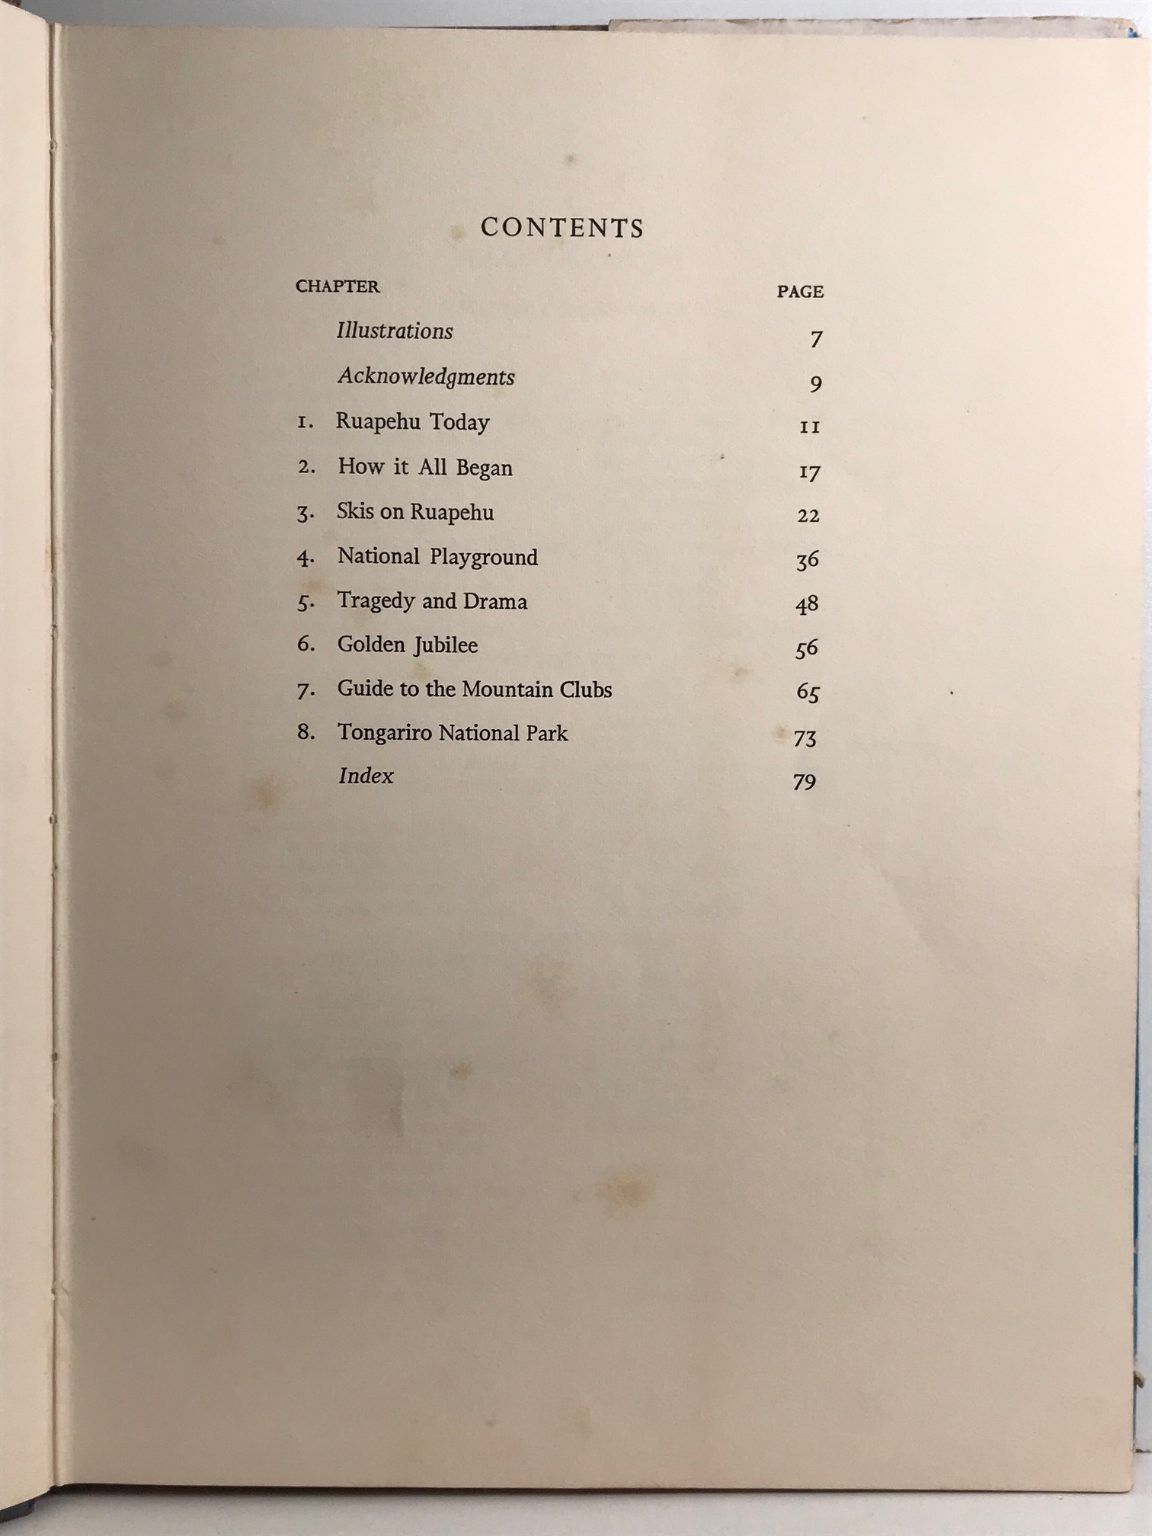 CONTENTS
CHAPTER PAGE
Illustrations 7
Acknowledgments 9
1. Ruapehu Today 11
2. How it All Began 17
3. Skis on Ruapehu 22
4. National Playground 36
5. Tragedy and Drama 48
6. Golden Jubilee 56
7. Guide to the Mountain Clubs 65
8. Tongariro National Park 73
Index 79